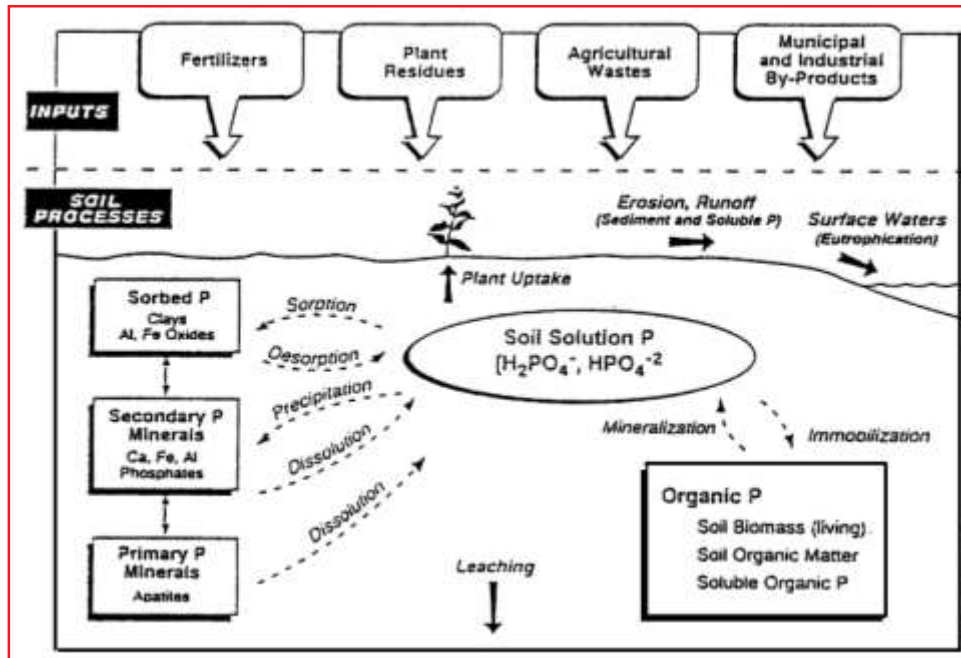 Fertilizers
Plant
Residues
Agricultural
Wastes
Municipal
and Industrial
By-Products
INPUTS
SOIL
PROCESSES
Erosion, Runoff
(Sediment and Soluble P)
Surface Waters
(Eutrophication)
Plant Uptake
Sorbed P
Clays
Al, Fe Oxides
Sorption
Desorption
Soil Solution P
[H₂PO₄⁻, HPO₄⁻²
Precipitation
Secondary P
Minerals
Ca, Fe, Al
Phosphates
Dissolution
Mineralization
Immobilization
Dissolution
Organic P
Soil Biomass (living)
Soil Organic Matter
Soluble Organic P
Primary P
Minerals
Apatites
Leaching